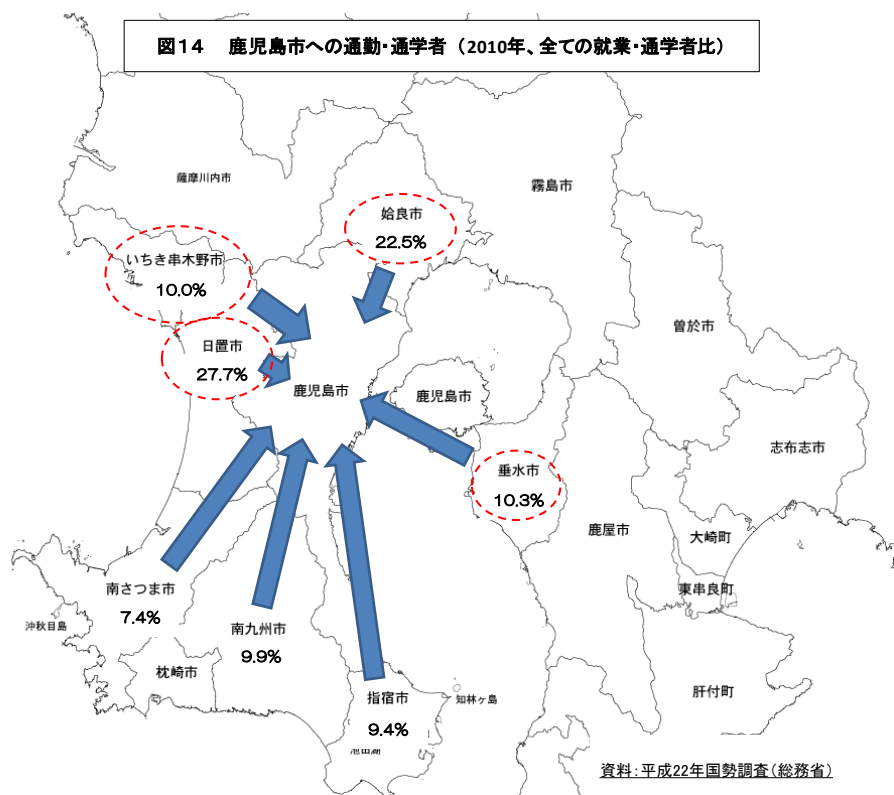 図14 鹿児島市への通勤・通学者（2010年、全ての就業・通学者比）
薩摩川内市
霧島市
姶良市
22.5%
いちき串木野市
10.0%
日置市
27.7%
鹿児島市
鹿児島市
曽於市
志布志市
垂水市
10.3%
鹿屋市
大崎町
東串良町
南さつま市
7.4%
沖秋目島
南九州市
9.9%
枕崎市
指宿市
9.4%
知林ヶ島
池田湖
肝付町
資料：平成22年国勢調査（総務省）